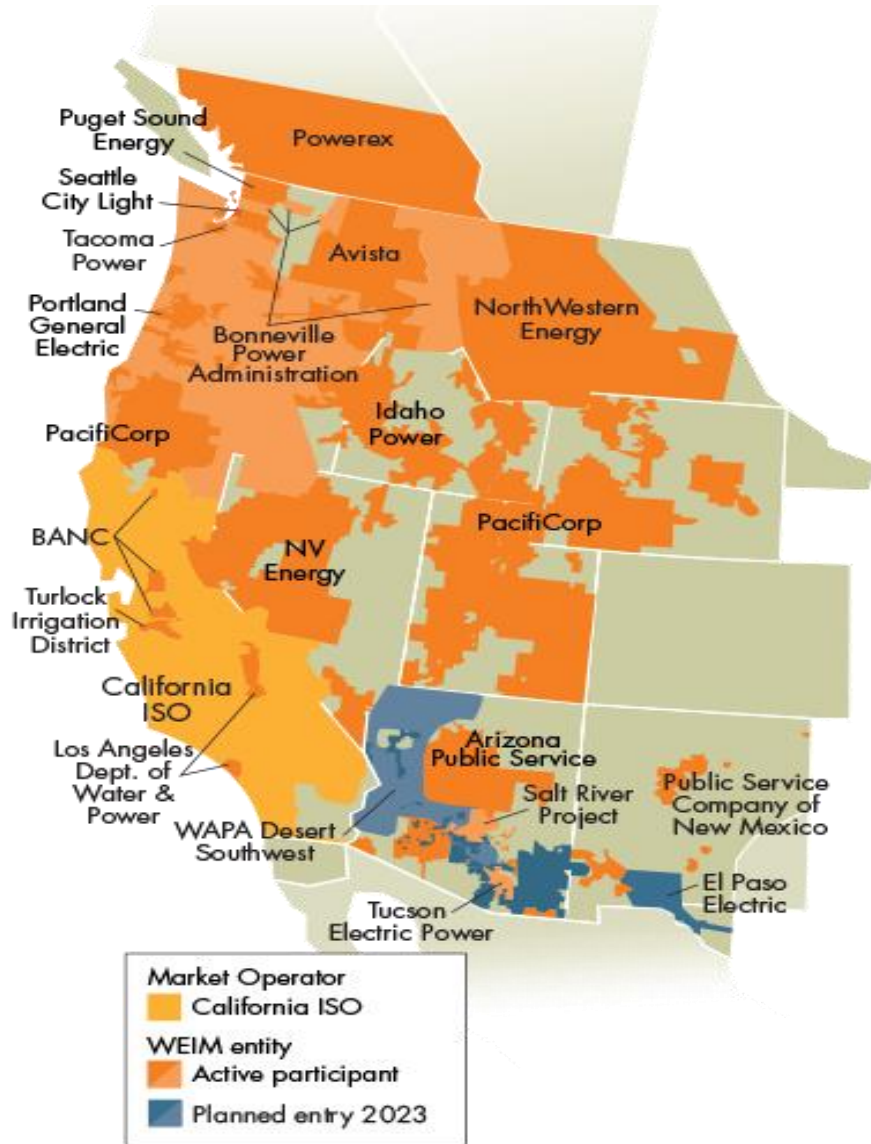 Puget Sound
Energy
Powerex
Seattle
City Light
Tacoma
Power
Avista
Portland
General
Electric
Bonneville
Power
Administration
NorthWestern
Energy
PacifiCorp
Idaho
Power
BANC
NV
Energy
PacifiCorp
Turlock
Irrigation
District
California
ISO
Los Angeles
Dept. of
Water &
Power
Arizona
Public Service
Salt River
Project
Public Service
Company of
New Mexico
WAPA Desert
Southwest
Tucson
Electric Power
El Paso
Electric
Market Operator
California ISO
WEIM entity
Active participant
Planned entry 2023